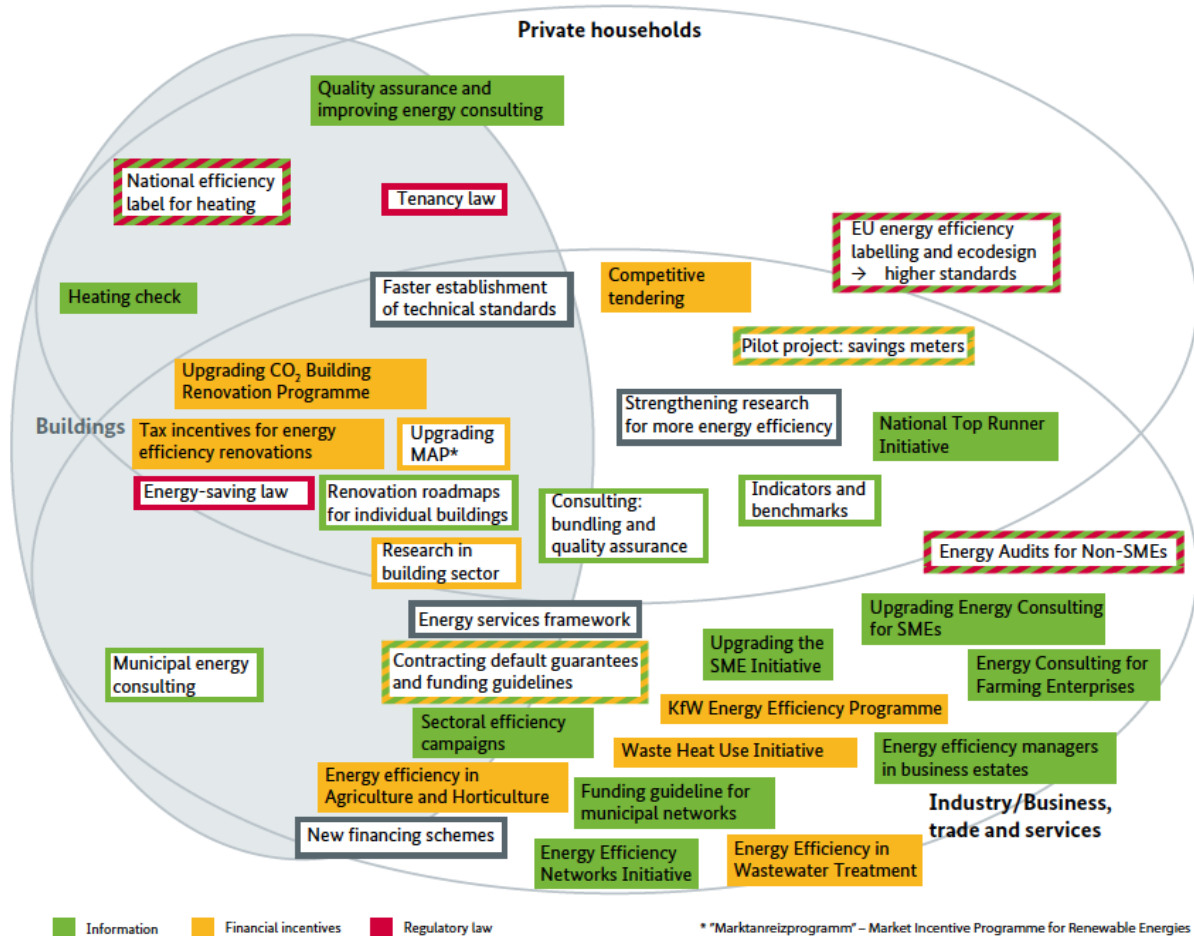 Private households
Quality assurance and
improving energy consulting
National efficiency
label for heating
Tenancy law
EU energy efficiency
labelling and ecodesign
→ higher standards
Heating check
Faster establishment
of technical standards
Competitive
tendering
Pilot project: savings meters
Upgrading CO₂ Building
Renovation Programme
Strengthening research
for more energy efficiency
National Top Runner
Initiative
Buildings
Tax incentives for energy
efficiency renovations
Upgrading
MAP*
Energy-saving law
Renovation roadmaps
for individual buildings
Consulting:
bundling and
quality assurance
Indicators and
benchmarks
Research in
building sector
Energy Audits for Non-SMEs
Energy services framework
Upgrading Energy Consulting
for SMEs
Municipal energy
consulting
Contracting default guarantees
and funding guidelines
Upgrading the
SME Initiative
Energy Consulting for
Farming Enterprises
Sectoral efficiency
campaigns
KfW Energy Efficiency Programme
Waste Heat Use Initiative
Energy efficiency managers
in business estates
Energy efficiency in
Agriculture and Horticulture
Funding guideline for
municipal networks
Industry/Business,
trade and services
New financing schemes
Energy Efficiency
Networks Initiative
Energy Efficiency in
Wastewater Treatment
Information
Financial incentives
Regulatory law
* "Marktanreizprogramm" – Market Incentive Programme for Renewable Energies